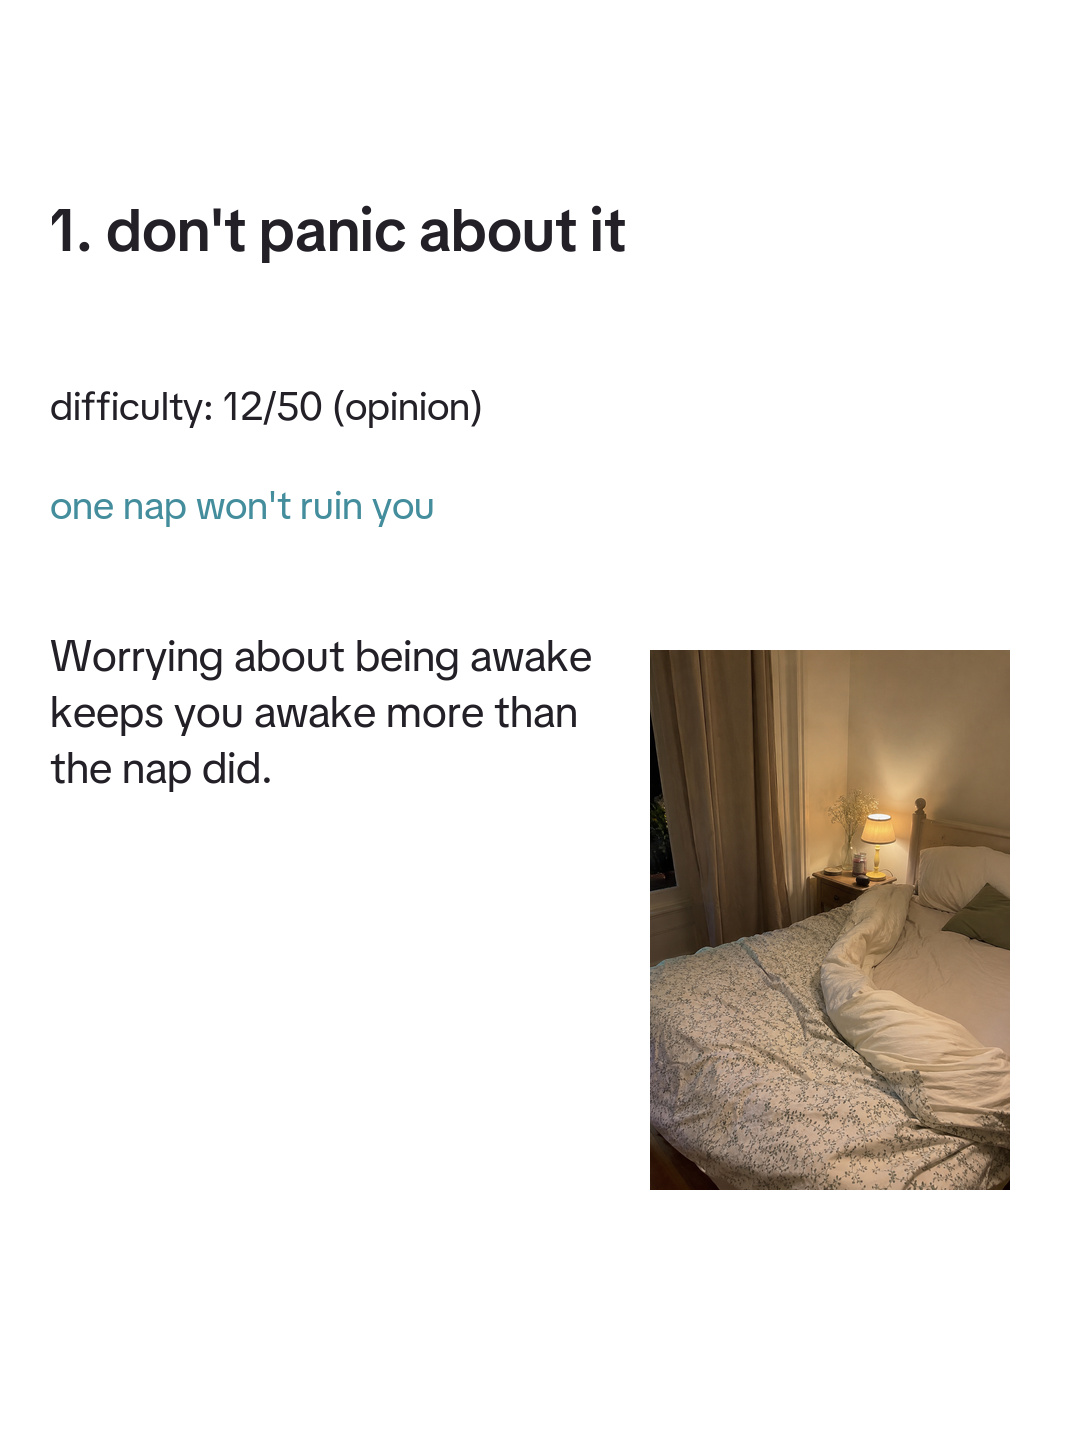 1. don't panic about it
difficulty: 12/50 (opinion)
one nap won't ruin you
Worrying about being awake
keeps you awake more than
the nap did.